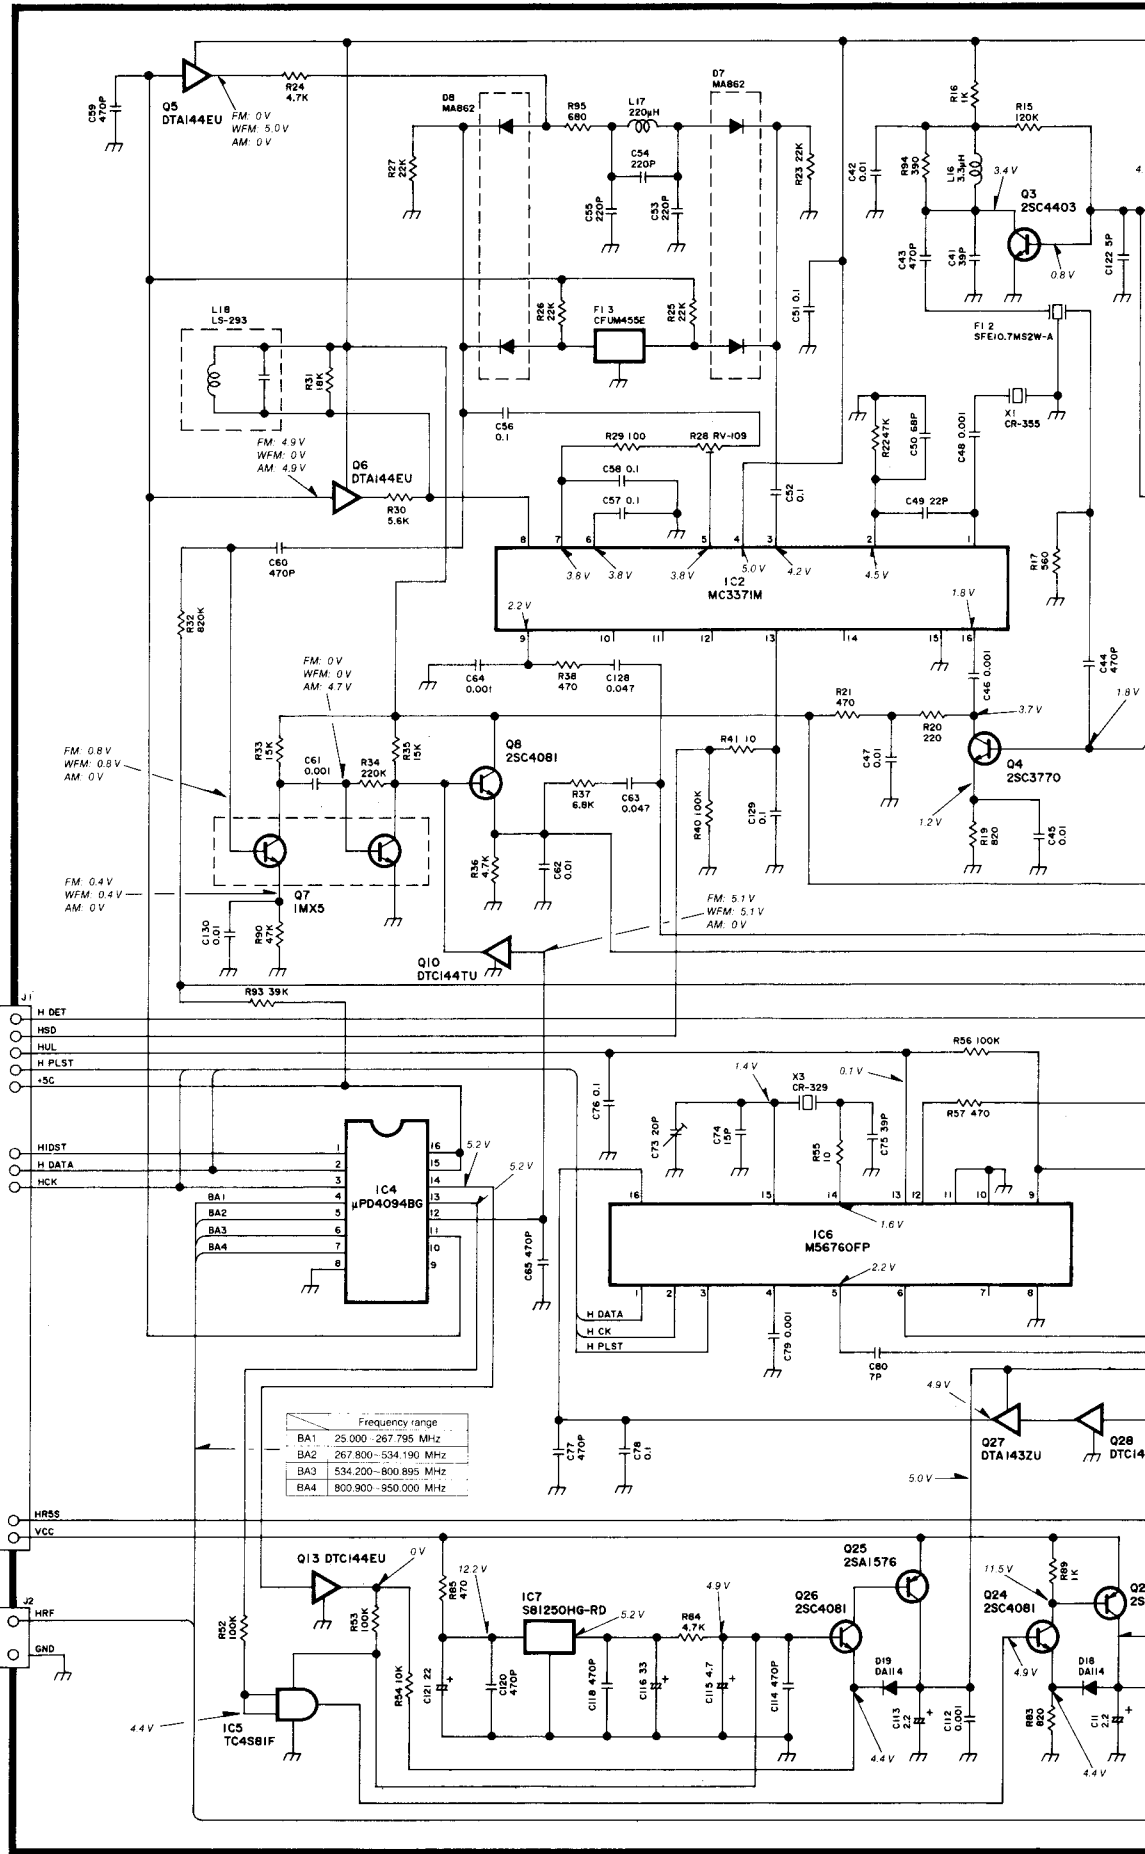 C59
470P
Q5
DTA144EU
FM: 0V
WFM: 5.0V
AM: 0V
R24
4.7K
D8
MA862
R95
680
L17
220μH
D7
MA862
C54
220P
C55
220P
C53
220P
R27
22K
R23 22K
C42
0.01
R16
1K
R15
120K
R94
390
L16
3.3μH
3.4V
Q3
2SC4403
C43
470P
C41
39P
0.8V
C122 5P
R26
22K
FI 3
CFUM455E
R25
22K
C51 0.1
FI 2
SFE10.7MS2W-A
L18
LS-293
R31
18K
C56
0.1
R29 100
R28 RV-109
C58 0.1
C57 0.1
C52
0.1
R22 47K
C50 68P
C48 0.001
X1
CR-355
C49 22P
FM: 4.9V
WFM: 0V
AM: 4.9V
Q6
DTA144EU
R30
5.6K
C60
470P
8
7
6
5
4
3
2
1
3.8V
3.8V
3.8V
5.0V
4.2V
4.5V
IC2
MC3371M
2.2V
1.8V
9
10
11
12
13
14
15
16
R17
560
R32
820K
FM: 0V
WFM: 0V
AM: 4.7V
C64
0.001
R38
470
C128
0.047
C46 0.001
C44
470P
1.8V
R21
470
R20
220
3.7V
R41 10
C47
0.01
Q4
2SC3770
FM: 0.8V
WFM: 0.8V
AM: 0V
R33
15K
C61
0.001
R34
220K
R35
15K
Q8
2SC4081
R37
6.8K
C63
0.047
R40 100K
C129
0.1
1.2V
R19
820
C45
0.01
R36
4.7K
C62
0.01
FM: 0.4V
WFM: 0.4V
AM: 0V
Q7
IMX5
C130
0.01
R90
47K
FM: 5.1V
WFM: 5.1V
AM: 0V
Q10
DTC144TU
R93 39K
J1
H DET
HSD
HUL
H PLST
+5C
HIDST
H DATA
HCK
R56 100K
R57 470
0.1V
C76 0.1
1.4V
X3
CR-329
C73 20P
C74
15P
R55
10
C75 39P
1
2
3
4
5
6
7
8
16
15
14
13
12
11
10
9
IC4
μPD4094BG
BA1
BA2
BA3
BA4
5.2V
5.2V
C65 470P
16
15
14
13
12
11
10
9
1.6V
IC6
M56760FP
2.2V
1
2
3
4
5
6
7
8
H DATA
H CK
H PLST
C79 0.001
C80
7P
Frequency range
BA1 25.000~267.795 MHz
BA2 267.800~534.190 MHz
BA3 534.200~800.895 MHz
BA4 800.900~950.000 MHz
C77
470P
C78
0.1
4.9V
Q27
DTA143ZU
Q28
DTC14
5.0V
HR5S
VCC
J2
HRF
GND
Q13 DTC144EU
0V
R52
100K
R53
100K
R54 10K
4.4V
IC5
TC4S81F
R85
470
12.2V
C121 22
+
C120
470P
IC7
S81250HG-RD
5.2V
C118 470P
C116 33
+
R84
4.7K
4.9V
C115 4.7
+
C114 470P
Q26
2SC4081
Q25
2SA1576
D19
DA114
4.4V
C113
2.2
+
C112
0.001
11.5V
R89
1K
Q24
2SC4081
4.9V
D18
DA114
R83
820
4.4V
C11
2.2
+